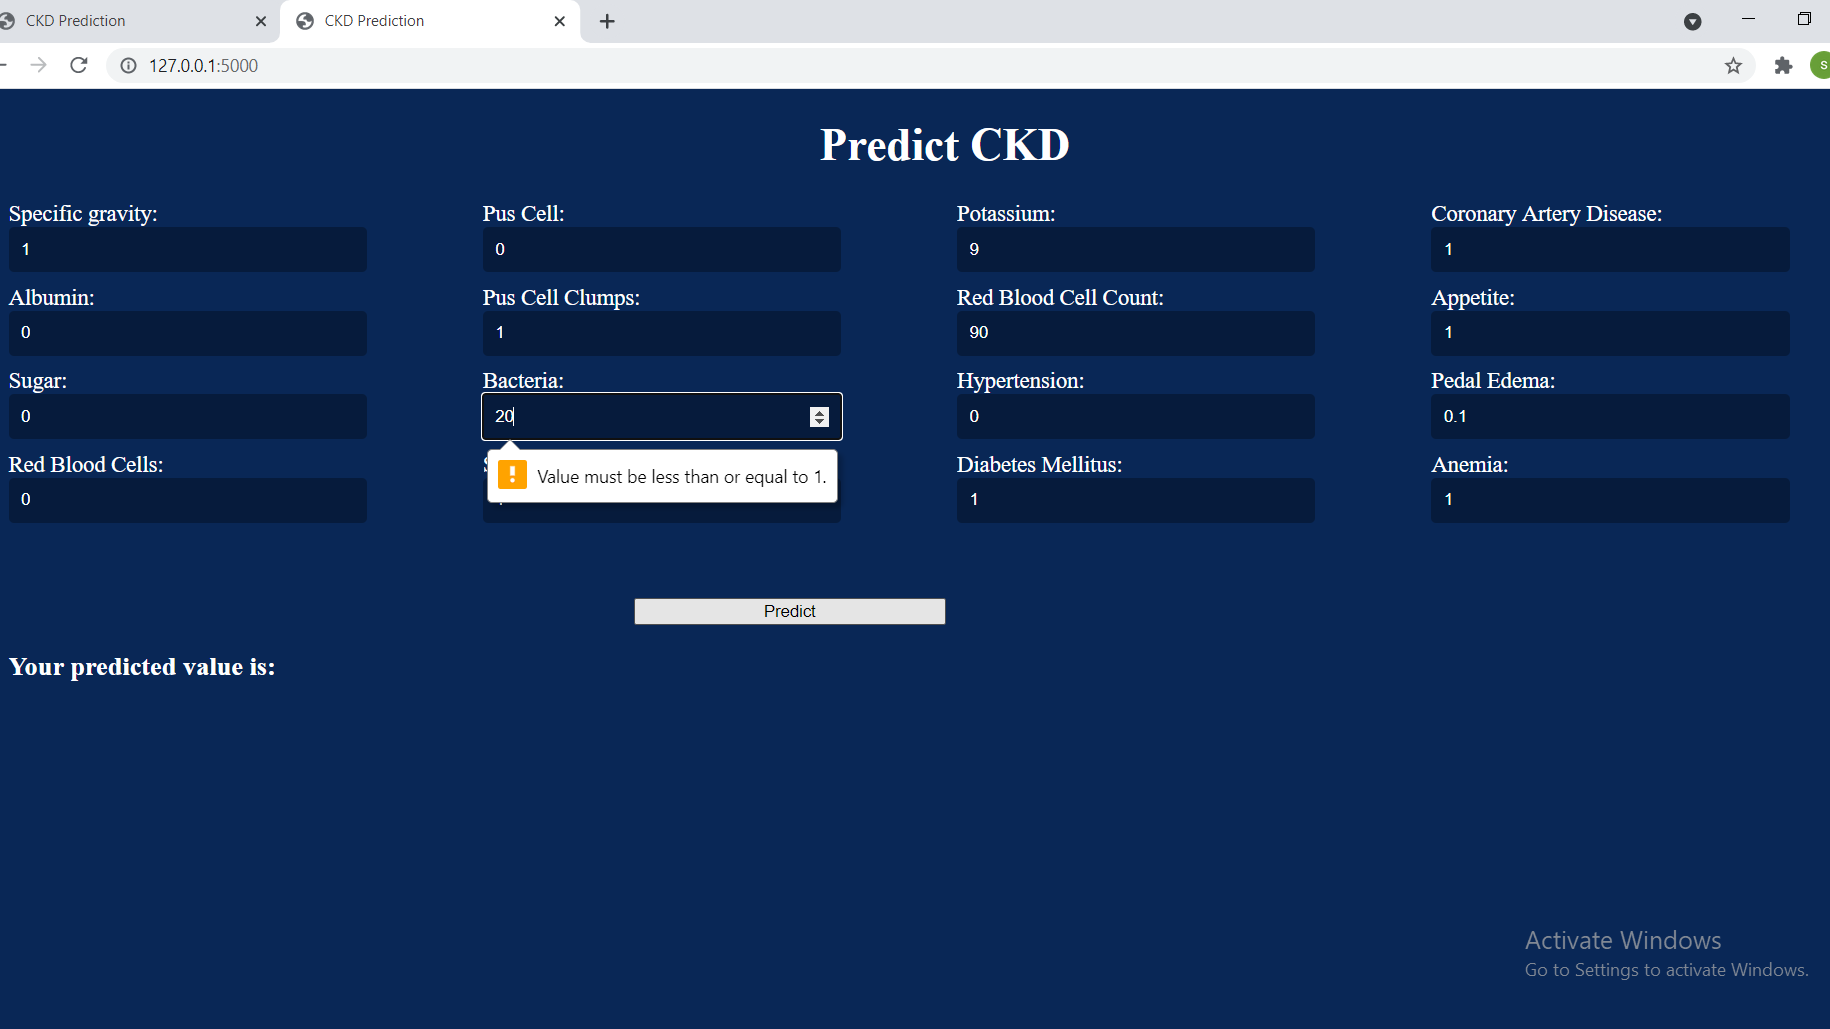 CKD Prediction
CKD Prediction
127.0.0.1:5000
S
Predict CKD
Specific gravity:
1
Albumin:
0
Sugar:
0
Red Blood Cells:
0
Pus Cell:
0
Pus Cell Clumps:
1
Bacteria:
20
Value must be less than or equal to 1.
Potassium:
9
Red Blood Cell Count:
90
Hypertension:
0
Diabetes Mellitus:
1
Coronary Artery Disease:
1
Appetite:
1
Pedal Edema:
0.1
Anemia:
1
Predict
Your predicted value is:
Activate Windows
Go to Settings to activate Windows.